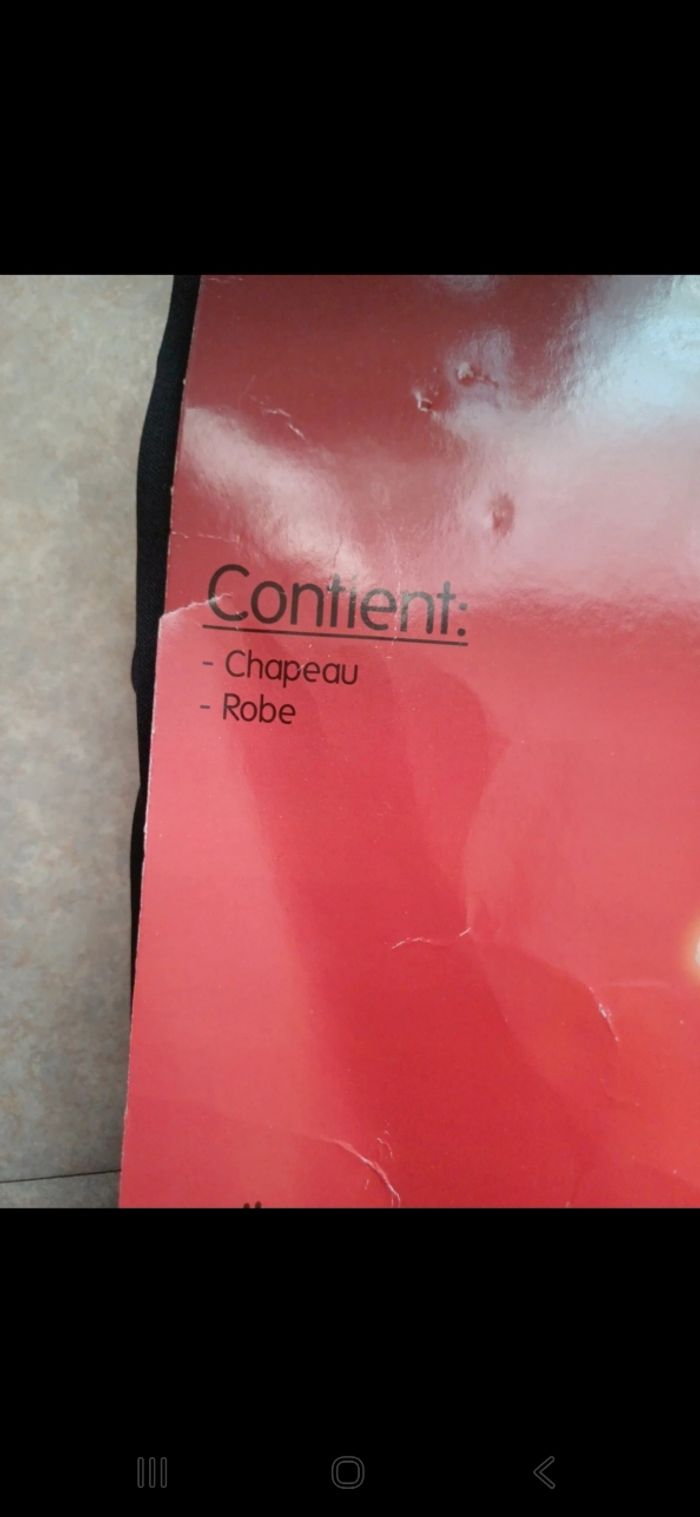 Contient:
- Chapeau
- Robe